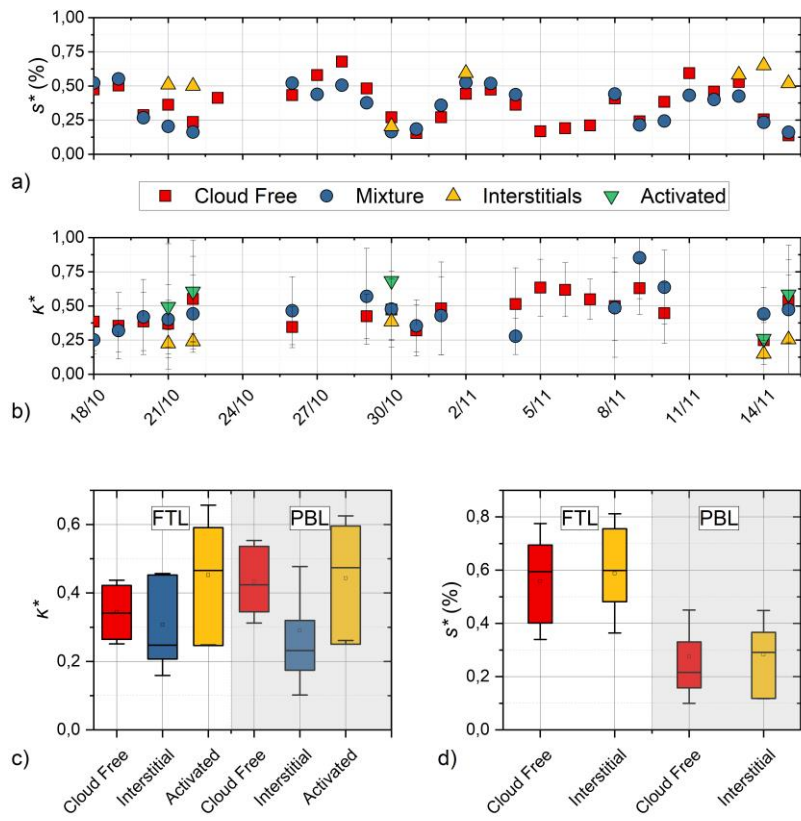 1,00
0,75
0,50
0,25
0,00
s* (%)
a)
Cloud Free Mixture Interstitials Activated
1,00
0,75
0,50
0,25
0,00
κ*
b)
18/10 21/10 24/10 27/10 30/10 2/11 5/11 8/11 11/11 14/11
FTL PBL
0,6
0,4
0,2
0,0
κ*
c)
Cloud Free Interstitial Activated Cloud Free Interstitial Activated
FTL PBL
0,8
0,6
0,4
0,2
0,0
s* (%)
d)
Cloud Free Interstitial Cloud Free Interstitial